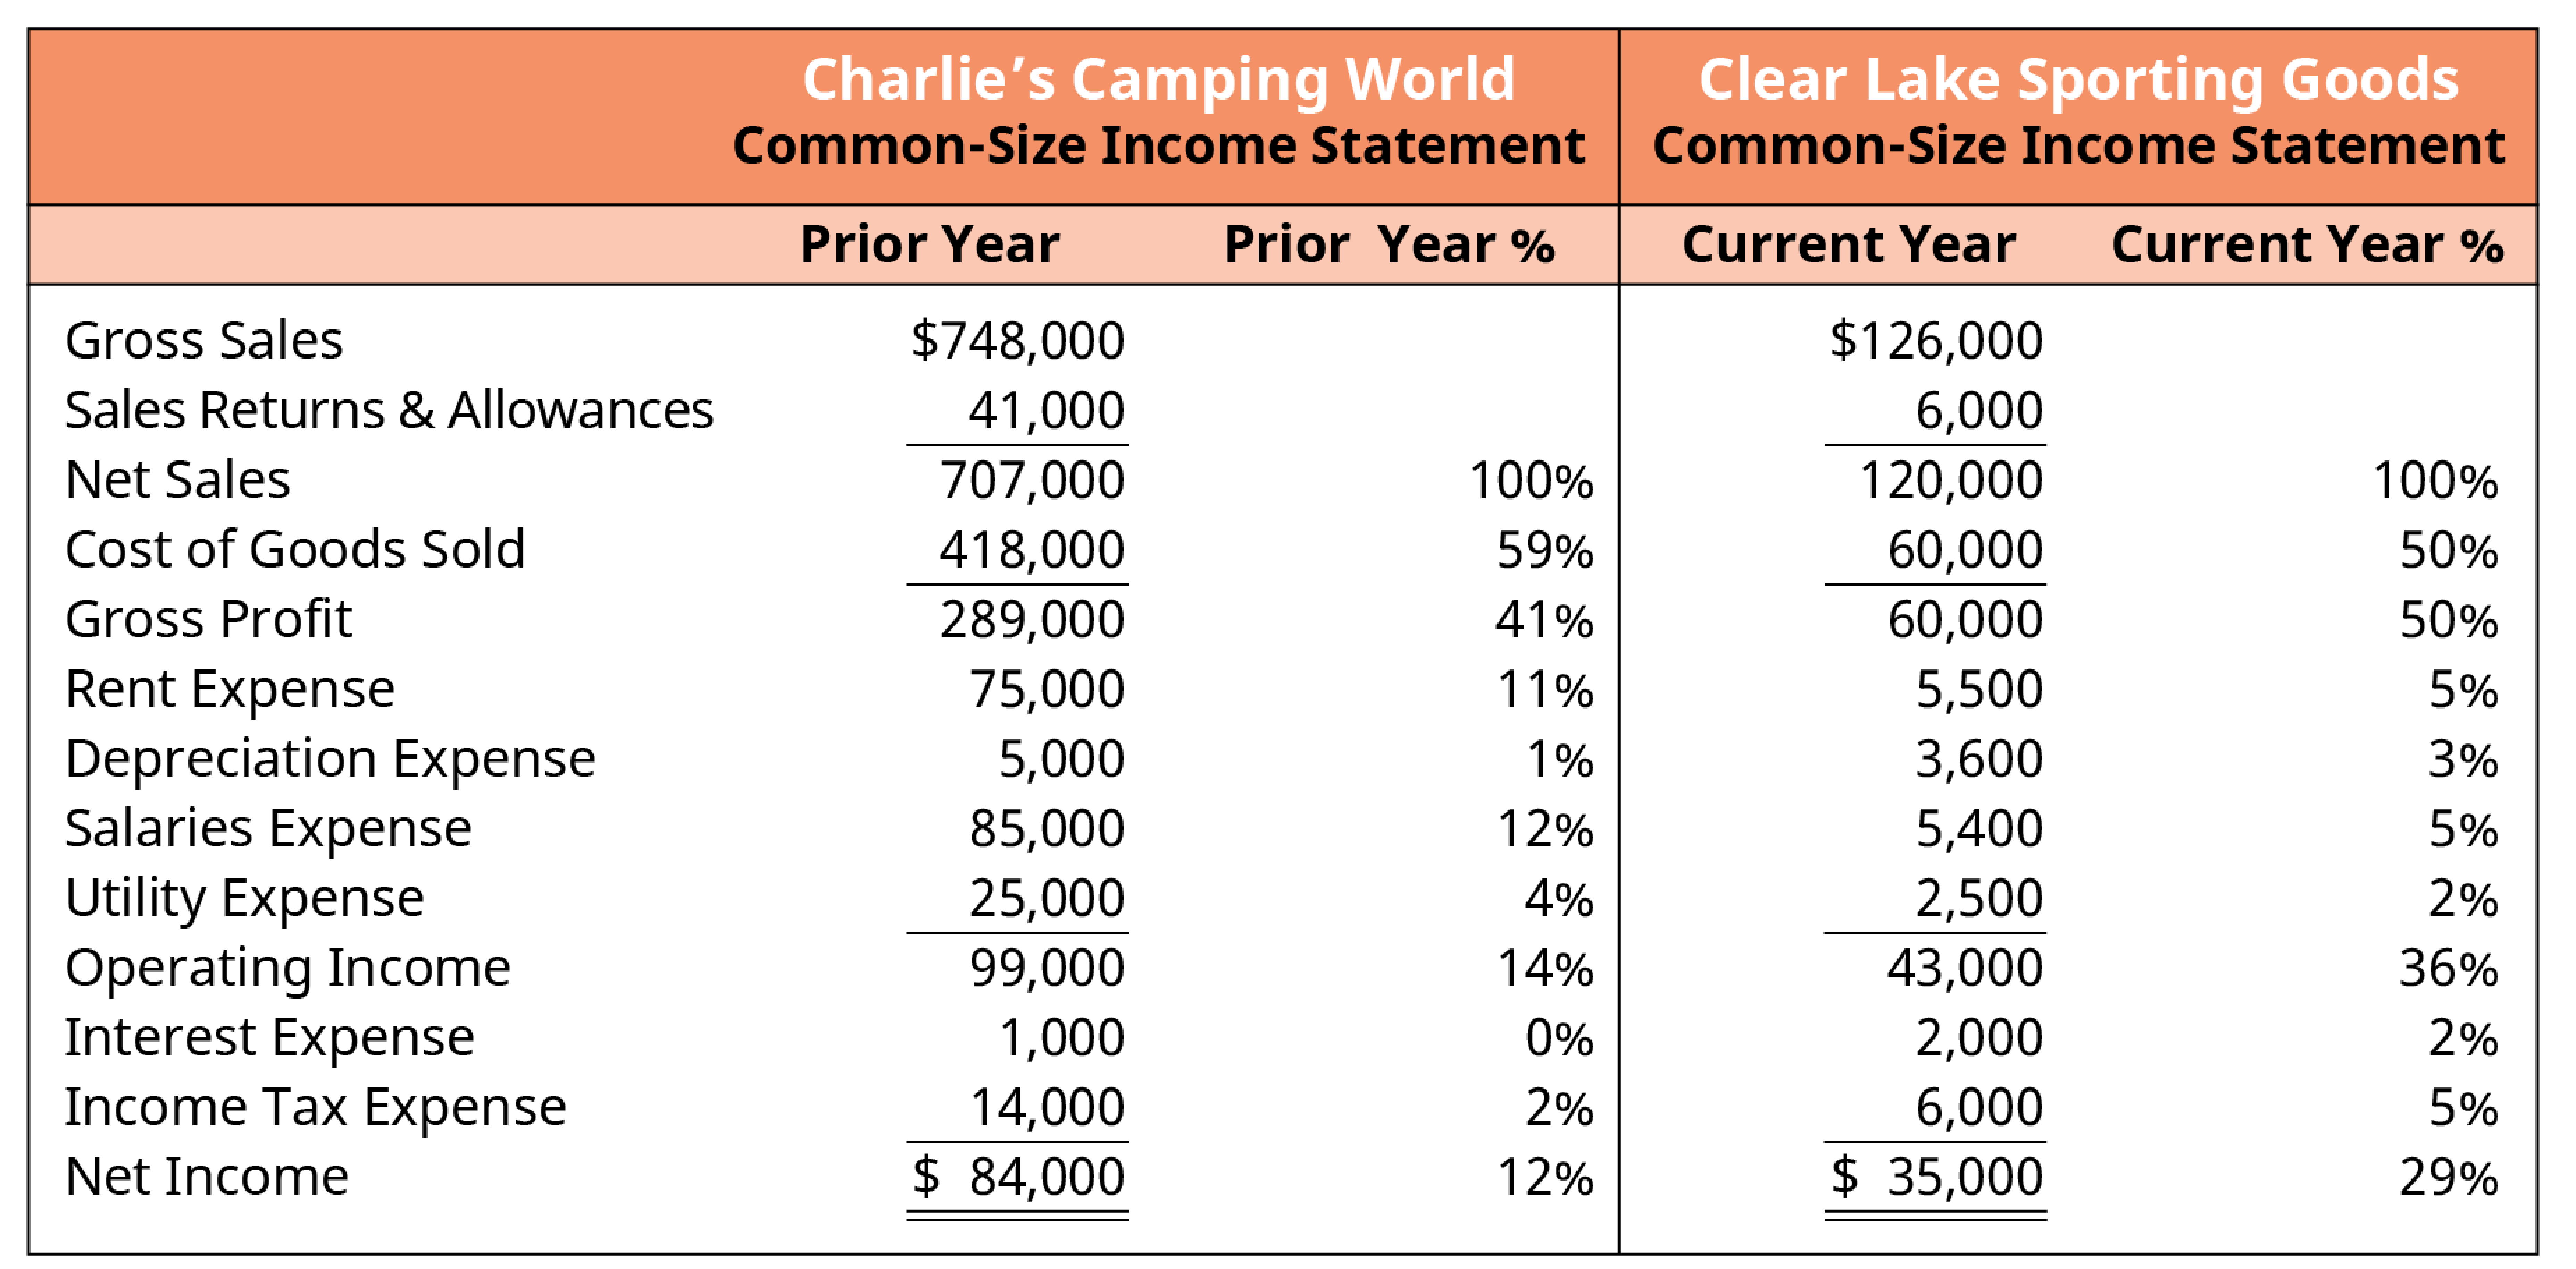 Charlie’s Camping World Clear Lake Sporting Goods
Common-Size Income Statement Common-Size Income Statement
Prior Year Prior Year % Current Year Current Year %
Gross Sales $748,000 $126,000
Sales Returns & Allowances 41,000 6,000
Net Sales 707,000 100% 120,000 100%
Cost of Goods Sold 418,000 59% 60,000 50%
Gross Profit 289,000 41% 60,000 50%
Rent Expense 75,000 11% 5,500 5%
Depreciation Expense 5,000 1% 3,600 3%
Salaries Expense 85,000 12% 5,400 5%
Utility Expense 25,000 4% 2,500 2%
Operating Income 99,000 14% 43,000 36%
Interest Expense 1,000 0% 2,000 2%
Income Tax Expense 14,000 2% 6,000 5%
Net Income $ 84,000 12% $ 35,000 29%